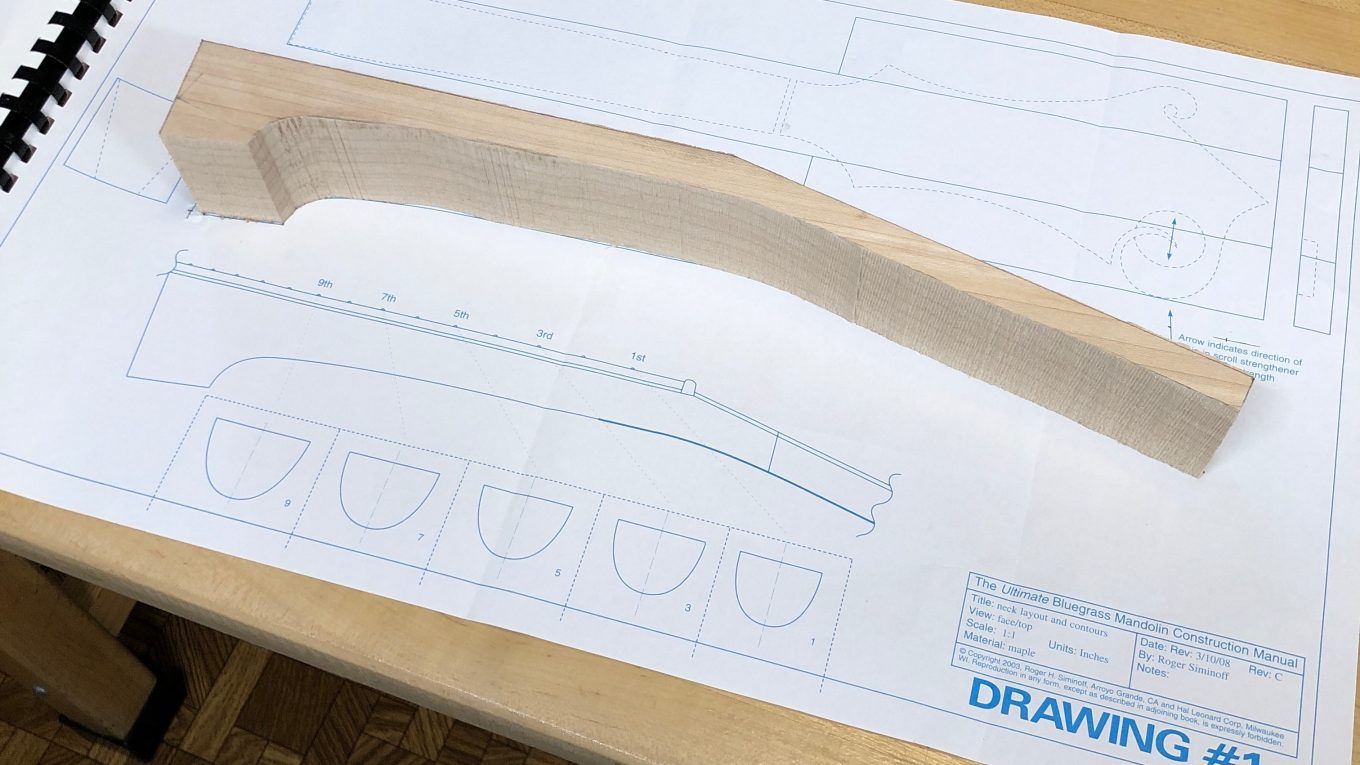 9th
7th
5th
3rd
1st
Arrow indicates direction of
in scroll strengthener
9
7
5
3
1
The Ultimate Bluegrass Mandolin Construction Manual
Title: neck layout and contours
View: face/top
Scale: 1:1
Units: Inches
Material: maple
Date: Rev: 3/10/08
Rev: C
By: Roger Siminoff
Notes:
© Copyright 2003, Roger H. Siminoff, Arroyo Grande, CA and Hal Leonard Corp, Milwaukee
WI. Reproduction in any form, except as described in adjoining book, is expressly forbidden.
DRAWING #1